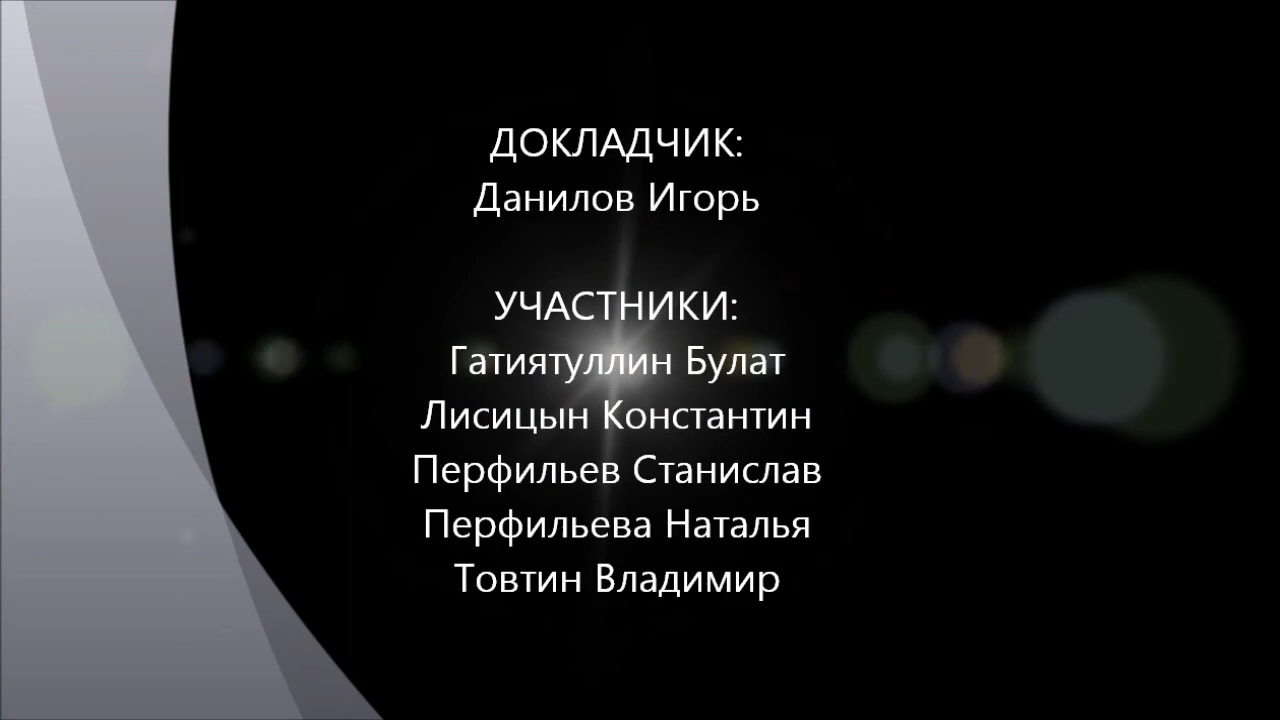 ДОКЛАДЧИК:
Данилов Игорь
УЧАСТНИКИ:
Гатиятуллин Булат
Лисицын Константин
Перфильев Станислав
Перфильева Наталья
Товтин Владимир